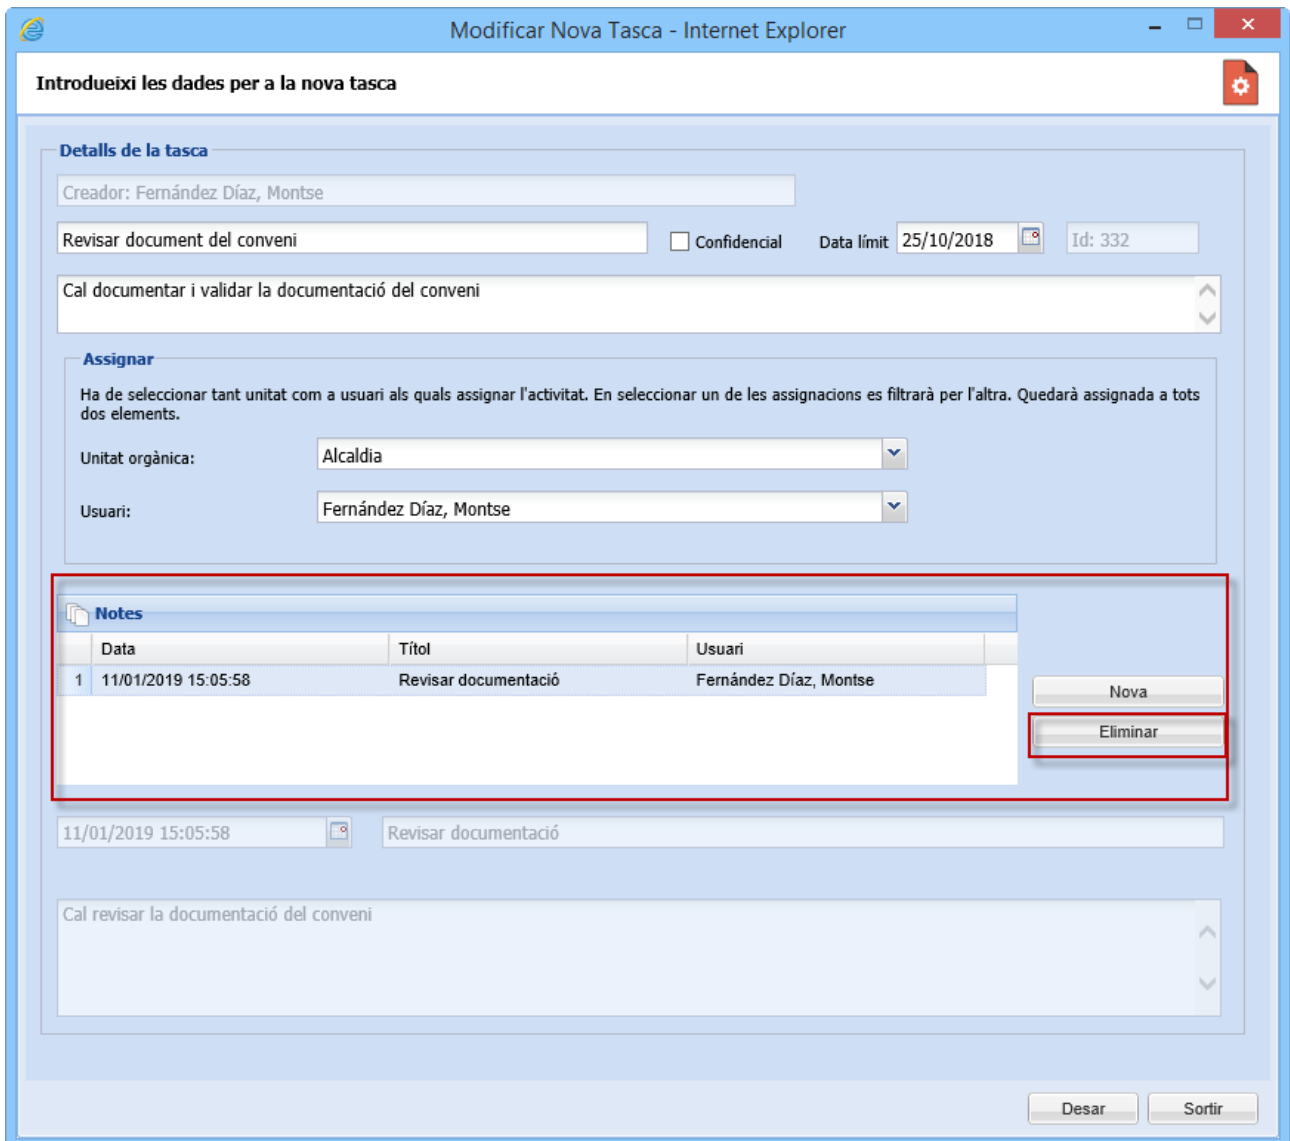 Modificar Nova Tasca - Internet Explorer
Introdueixi les dades per a la nova tasca
Detalls de la tasca
Creador: Fernández Díaz, Montse
Revisar document del conveni
Confidencial
Data límit
25/10/2018
Id: 332
Cal documentar i validar la documentació del conveni
Assignar
Ha de seleccionar tant unitat com a usuari als quals assignar l'activitat. En seleccionar un de les assignacions es filtrarà per l'altra. Quedarà assignada a tots
dos elements.
Unitat orgànica:
Alcaldia
Usuari:
Fernández Díaz, Montse
Notes
Data Títol Usuari
1 11/01/2019 15:05:58 Revisar documentació Fernández Díaz, Montse
Nova
Eliminar
11/01/2019 15:05:58
Revisar documentació
Cal revisar la documentació del conveni
Desar
Sortir